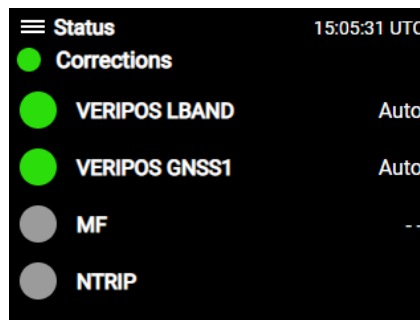 Status 15:05:31 UTC
Corrections
VERIPOS LBAND Auto
VERIPOS GNSS1 Auto
MF --
NTRIP